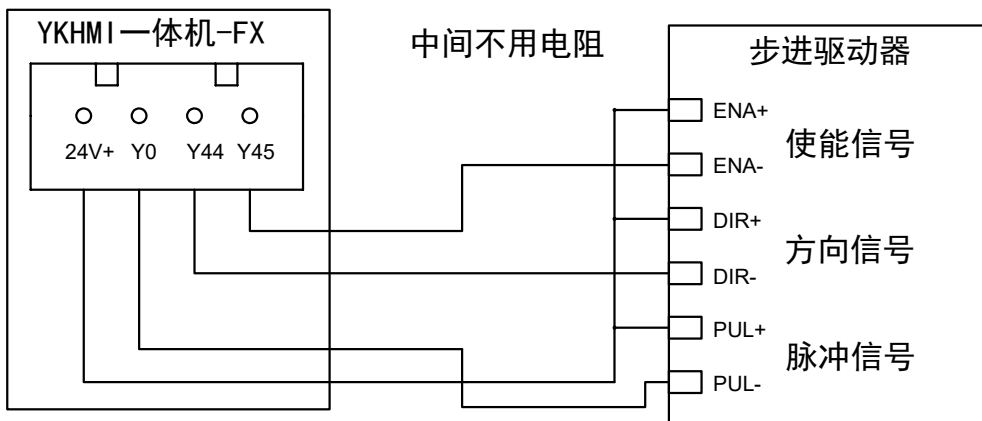 YKHMI一体机-FX
中间不用电阻
步进驱动器
24V+ Y0 Y44 Y45
ENA+
使能信号
ENA-
DIR+
方向信号
DIR-
PUL+
脉冲信号
PUL-